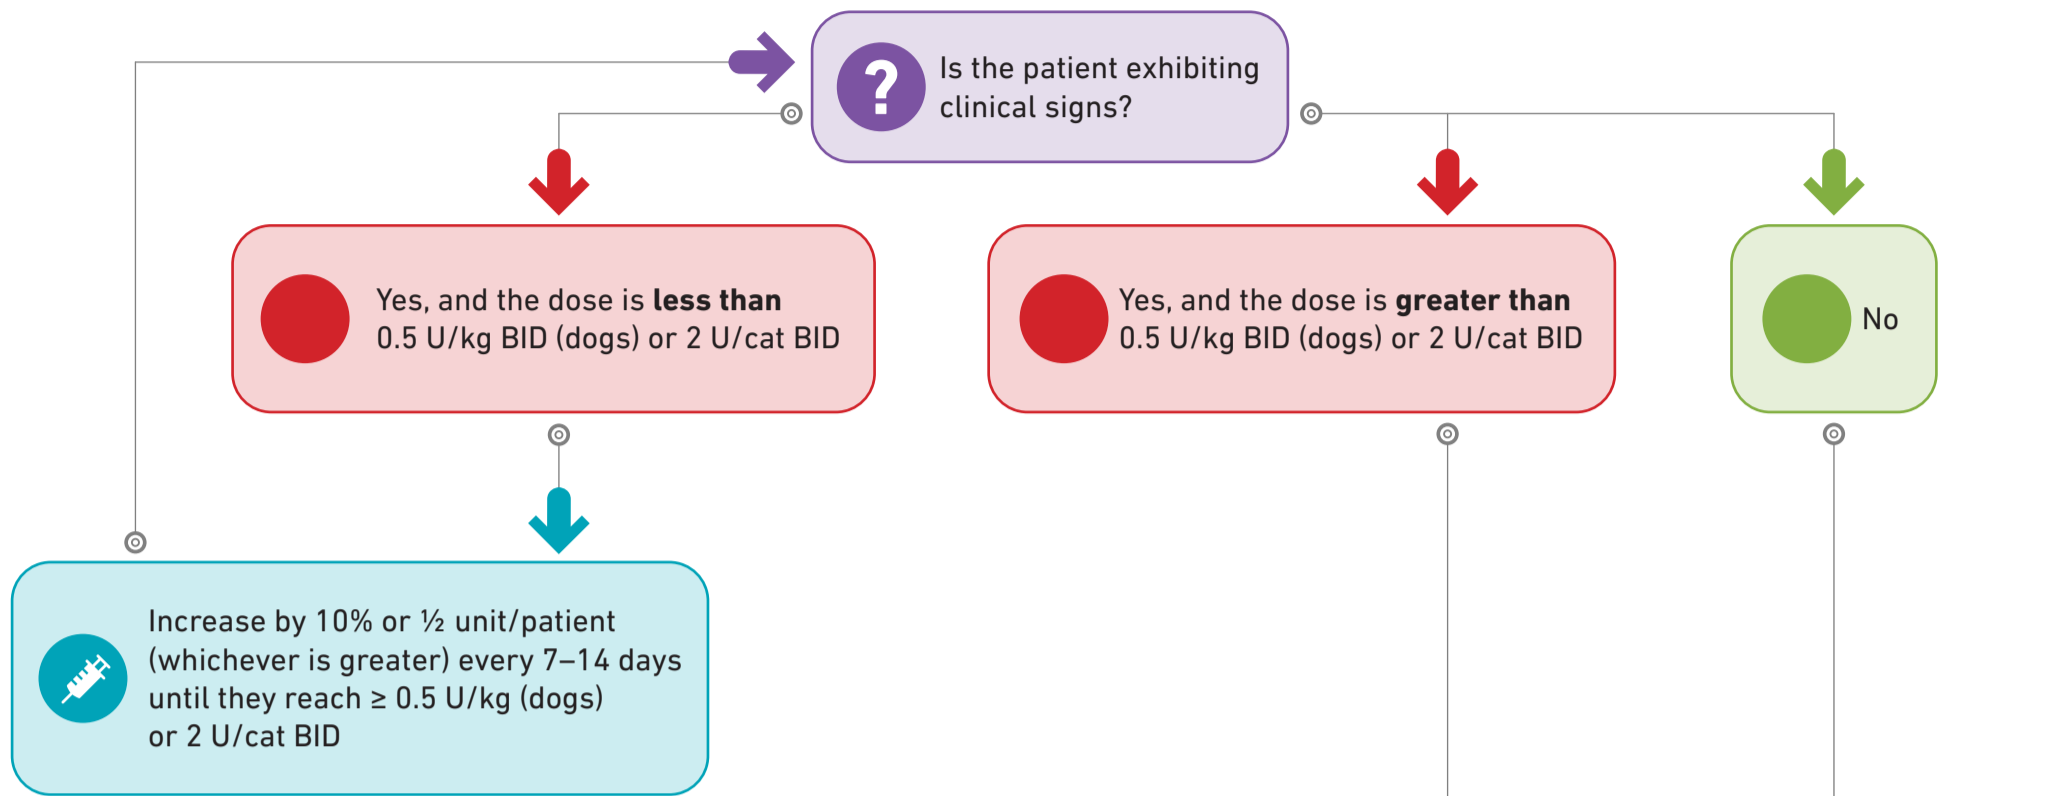 Is the patient exhibiting
clinical signs?
Yes, and the dose is less than
0.5 U/kg BID (dogs) or 2 U/cat BID
Yes, and the dose is greater than
0.5 U/kg BID (dogs) or 2 U/cat BID
No
Increase by 10% or ½ unit/patient
(whichever is greater) every 7–14 days
until they reach ≥ 0.5 U/kg (dogs)
or 2 U/cat BID